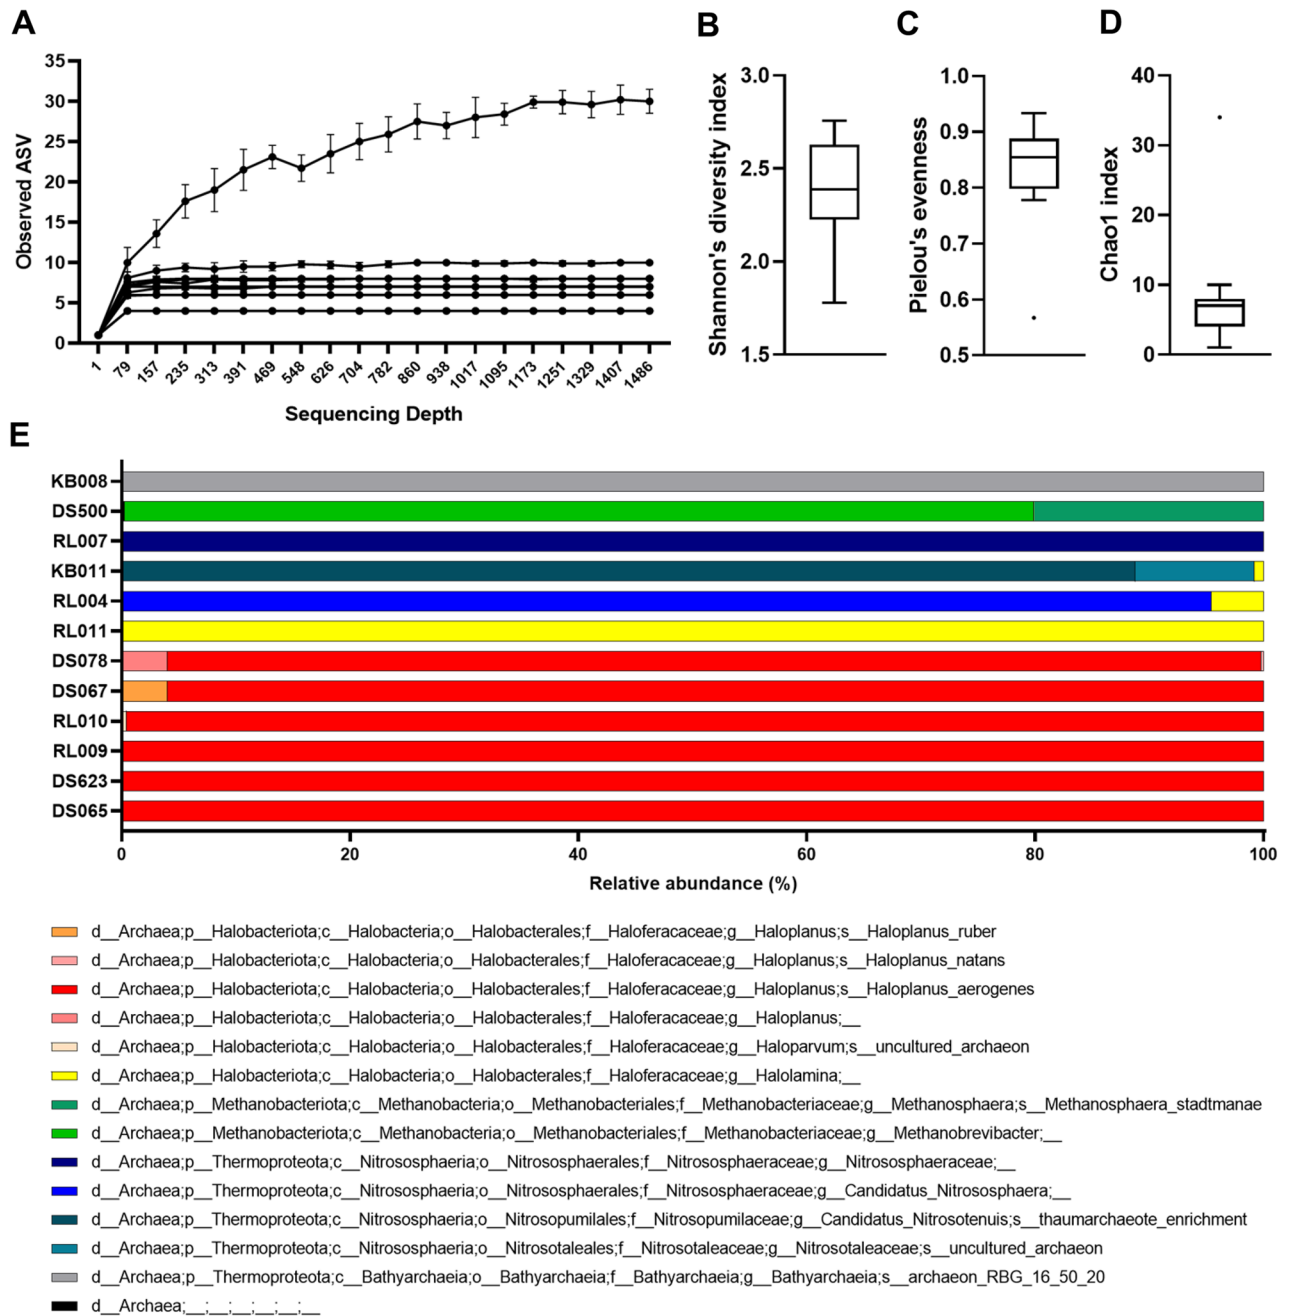 A
B
C
D
Observed ASV
35
30
25
20
15
10
5
0
1
79
157
235
313
391
469
548
626
704
782
860
938
1017
1095
1173
1251
1329
1407
1486
Sequencing Depth
Shannon's diversity index
3.0
2.5
2.0
1.5
Pielou's evenness
1.0
0.9
0.8
0.7
0.6
0.5
Chao1 index
40
30
20
10
0
E
KB008
DS500
RL007
KB011
RL004
RL011
DS078
DS067
RL010
RL009
DS623
DS065
0 20 40 60 80 100
Relative abundance (%)
d__Archaea;p__Halobacteriota;c__Halobacteria;o__Halobacterales;f__Haloferacaceae;g__Haloplanus;s__Haloplanus_ruber
d__Archaea;p__Halobacteriota;c__Halobacteria;o__Halobacterales;f__Haloferacaceae;g__Haloplanus;s__Haloplanus_natans
d__Archaea;p__Halobacteriota;c__Halobacteria;o__Halobacterales;f__Haloferacaceae;g__Haloplanus;s__Haloplanus_aerogenes
d__Archaea;p__Halobacteriota;c__Halobacteria;o__Halobacterales;f__Haloferacaceae;g__Haloplanus;__
d__Archaea;p__Halobacteriota;c__Halobacteria;o__Halobacterales;f__Haloferacaceae;g__Haloparvum;s__uncultured_archaeon
d__Archaea;p__Halobacteriota;c__Halobacteria;o__Halobacterales;f__Haloferacaceae;g__Halolamina;__
d__Archaea;p__Methanobacteriota;c__Methanobacteria;o__Methanobacteriales;f__Methanobacteriaceae;g__Methanosphaera;s__Methanosphaera_stadtmanae
d__Archaea;p__Methanobacteriota;c__Methanobacteria;o__Methanobacteriales;f__Methanobacteriaceae;g__Methanobrevibacter;__
d__Archaea;p__Thermoproteota;c__Nitrososphaeria;o__Nitrososphaerales;f__Nitrososphaeraceae;g__Nitrososphaeraceae;__
d__Archaea;p__Thermoproteota;c__Nitrososphaeria;o__Nitrososphaerales;f__Nitrososphaeraceae;g__Candidatus_Nitrososphaera;__
d__Archaea;p__Thermoproteota;c__Nitrososphaeria;o__Nitrosopumilales;f__Nitrosopumilaceae;g__Candidatus_Nitrosotenuis;s__thaumarchaeote_enrichment
d__Archaea;p__Thermoproteota;c__Nitrososphaeria;o__Nitrosotaleales;f__Nitrosotaleaceae;g__Nitrosotaleaceae;s__uncultured_archaeon
d__Archaea;p__Thermoproteota;c__Bathyarchaeia;o__Bathyarchaeia;f__Bathyarchaeia;g__Bathyarchaeia;s__archaeon_RBG_16_50_20
d__Archaea;__;__;__;__;__;__